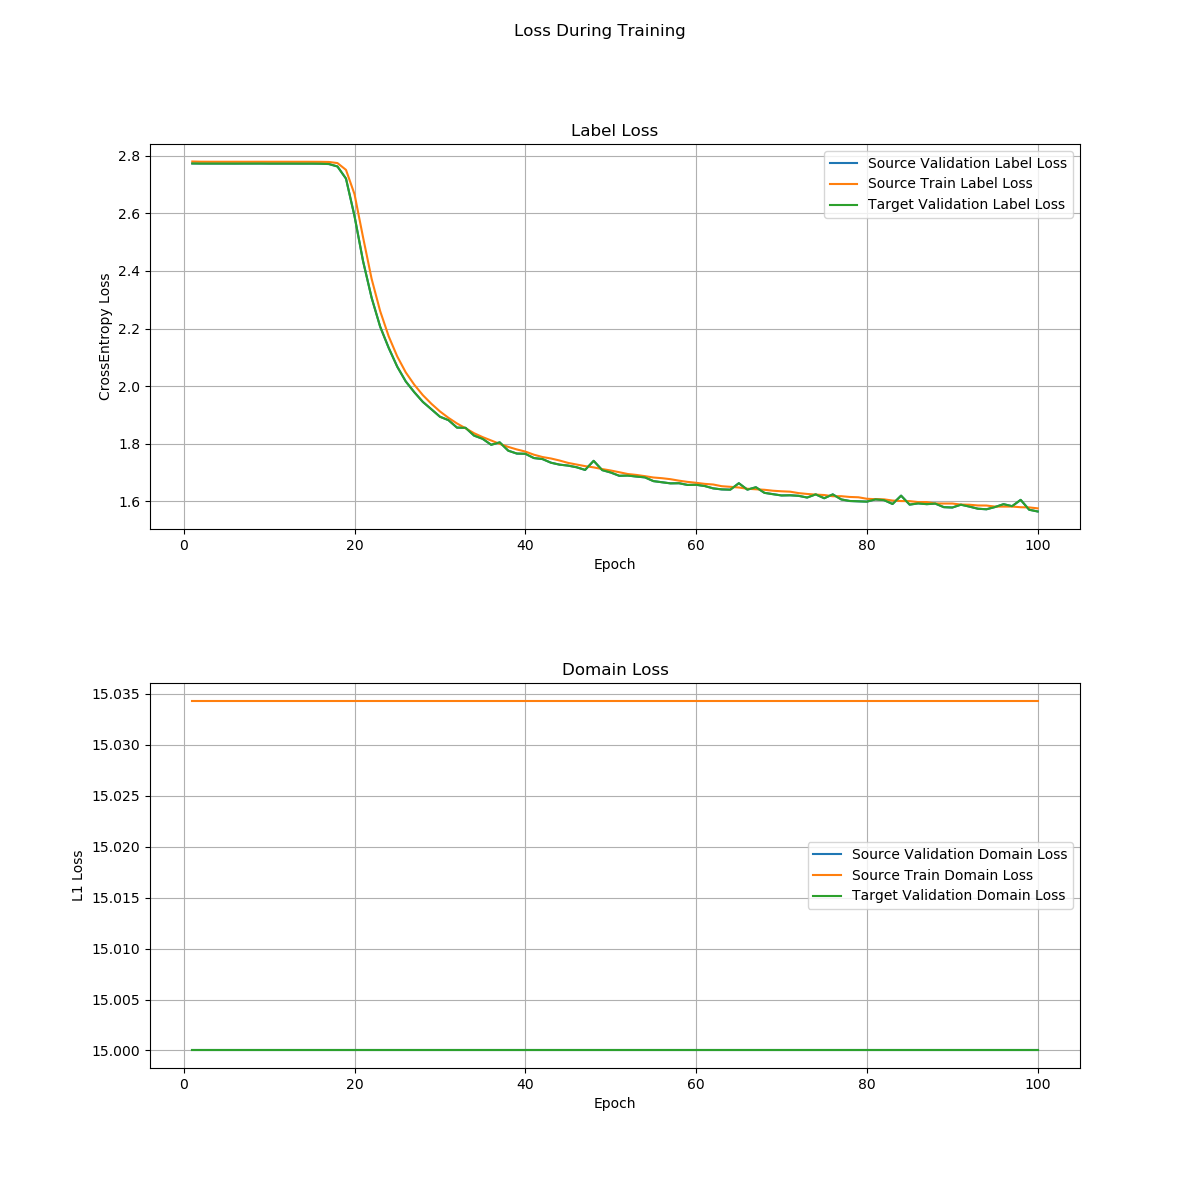 Loss During Training
Label Loss
2.8
2.6
2.4
2.2
2.0
1.8
1.6
CrossEntropy Loss
Source Validation Label Loss
Source Train Label Loss
Target Validation Label Loss
0 20 40 60 80 100
Epoch
Domain Loss
15.035
15.030
15.025
15.020
15.015
15.010
15.005
15.000
L1 Loss
Source Validation Domain Loss
Source Train Domain Loss
Target Validation Domain Loss
0 20 40 60 80 100
Epoch